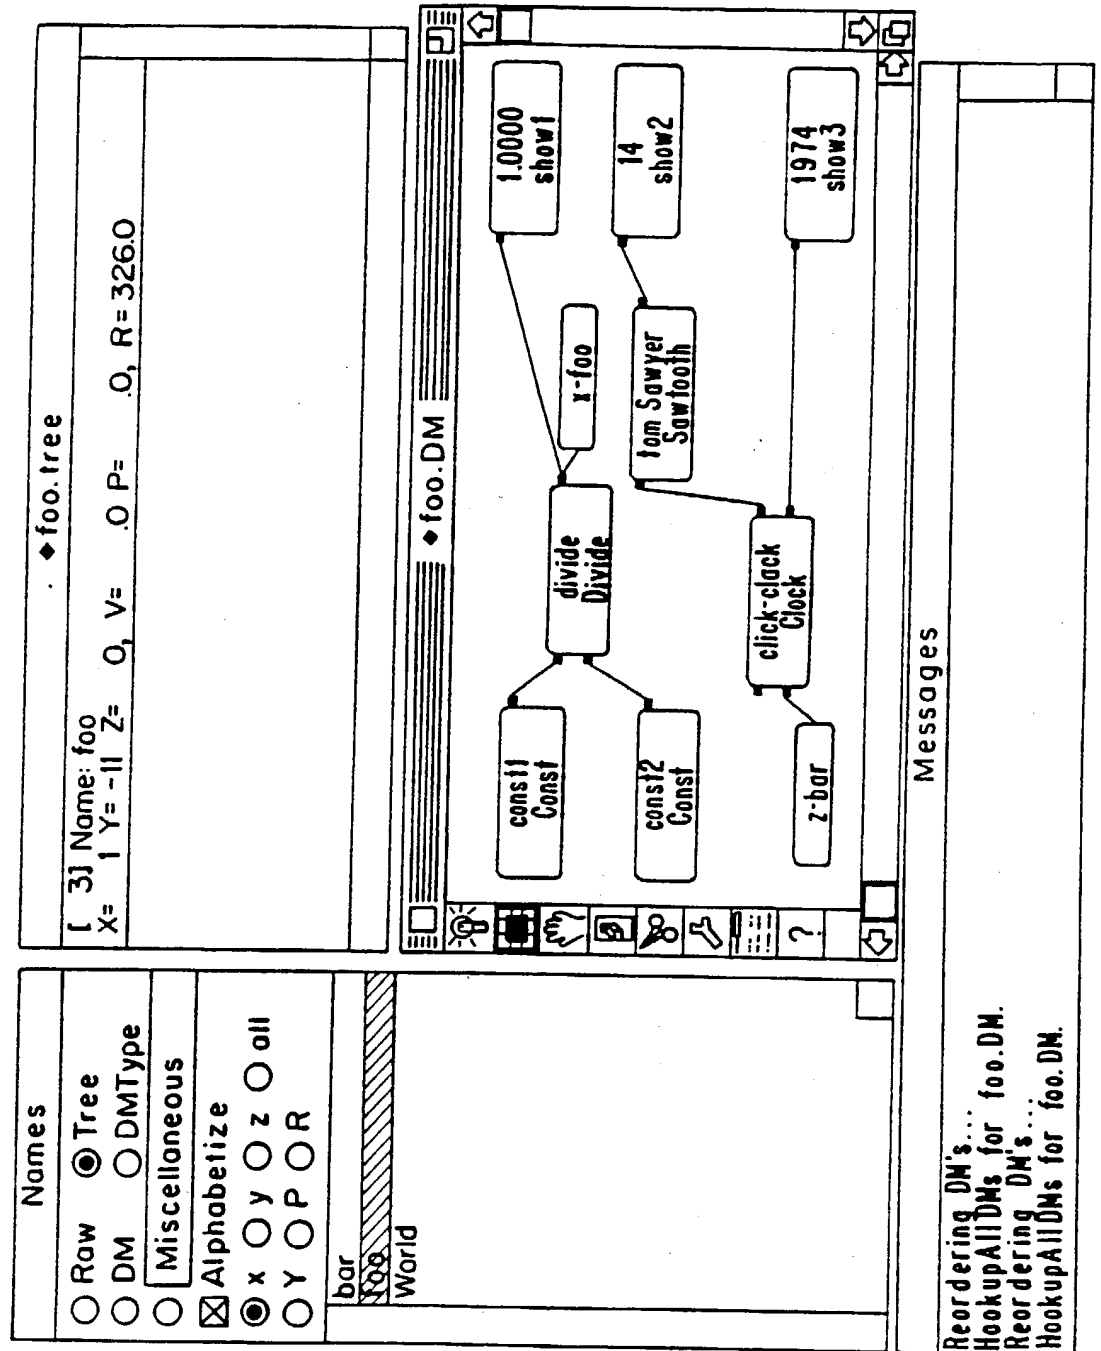 Names
Raw Tree
DM DMType
Miscellaneous
Alphabetize
x y z all
Y P R
bar
foo
World
foo.tree
[ 3] Name: foo
X= 1 Y= -11 Z= 0, V= .0 P= .0, R= 326.0
foo.DM
?
const1
Const
const2
Const
z-bar
divide
Divide
click-clack
Clock
x-foo
tom Sawyer
Sawtooth
1.0000
show1
14
show2
1974
show3
Messages
Reordering DM's...
HookupAllDMs for foo.DM.
Reordering DM's...
HookupAllDMs for foo.DM.